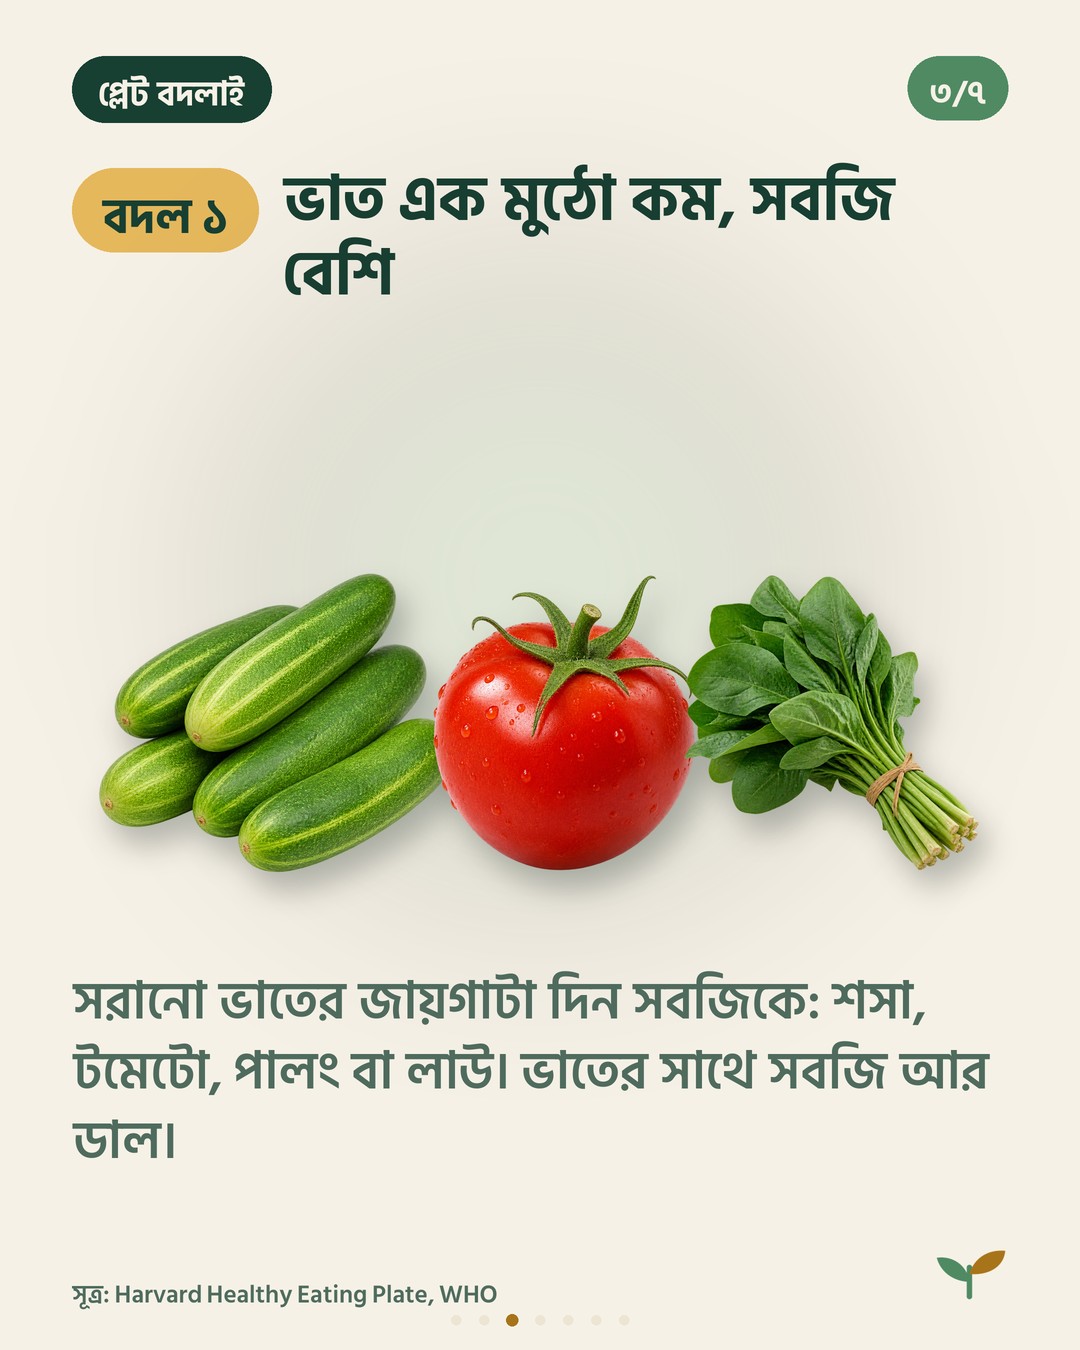 প্লেট বদলাই
৩/৭
বদল ১
ভাত এক মুঠো কম, সবজি
বেশি
সরানো ভাতের জায়গাটা দিন সবজিকে: শসা,
টমেটো, পালং বা লাউ। ভাতের সাথে সবজি আর
ডাল।
সূত্র: Harvard Healthy Eating Plate, WHO